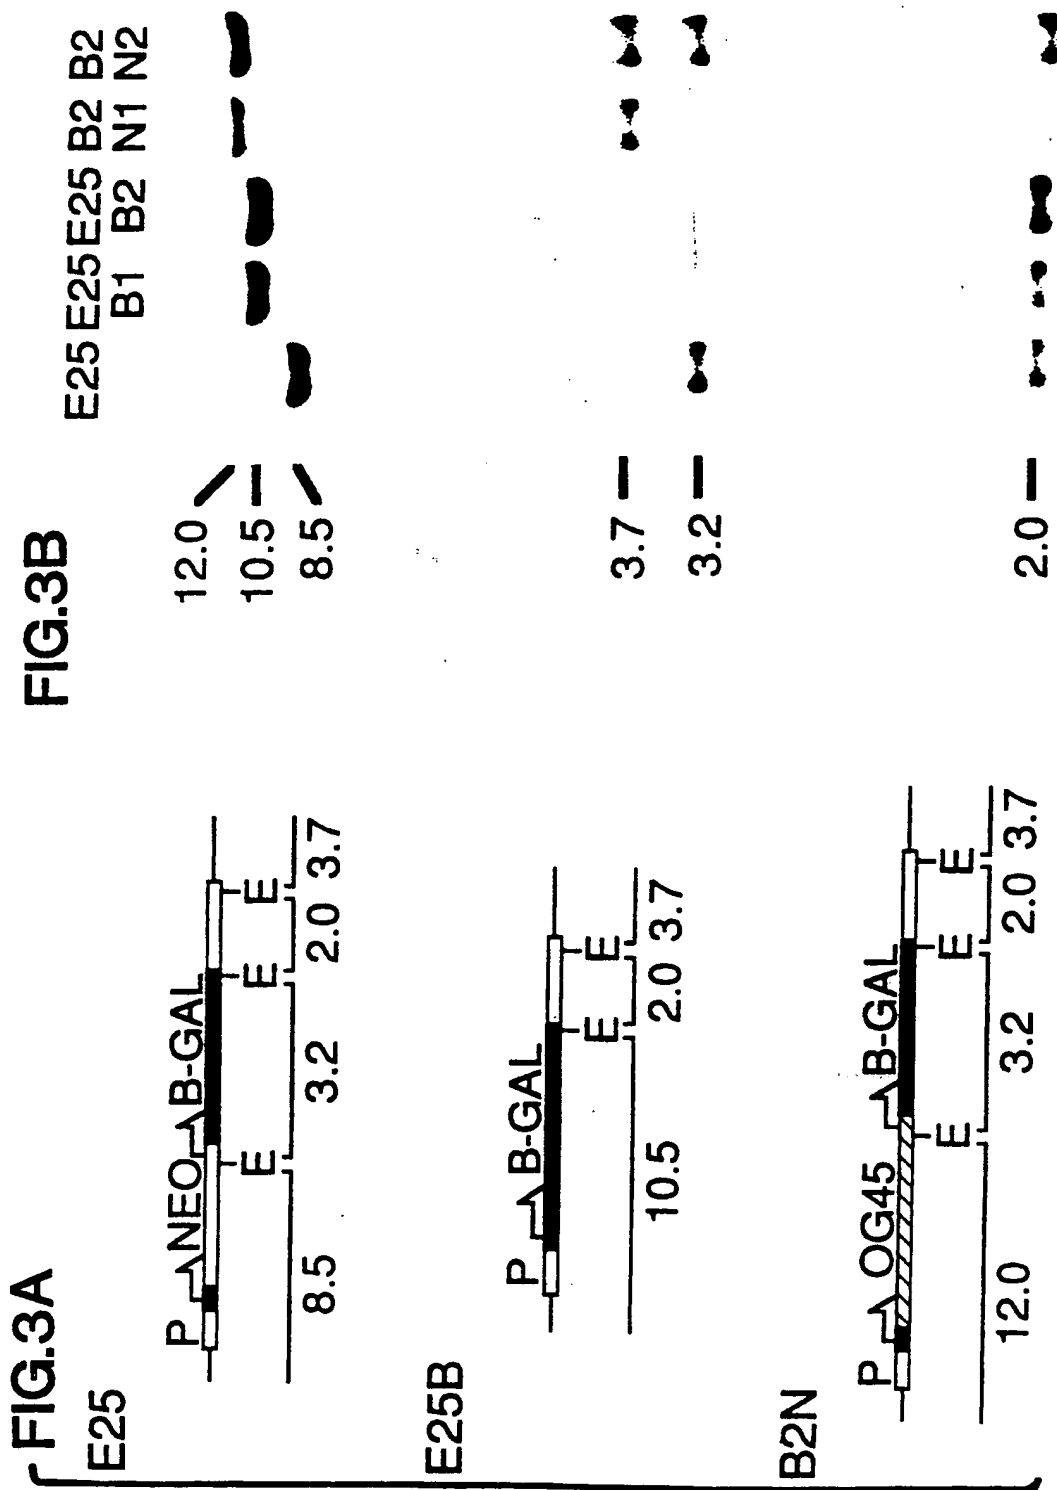 FIG.3A
E25
P NEO B-GAL
E E E
8.5 3.2 2.0 3.7
E25B
P B-GAL
E E
10.5 2.0 3.7
B2N
P OG45 B-GAL
E E E
12.0 3.2 2.0 3.7
FIG.3B
E25 E25 E25 B2 B2
B1 B2 N1 N2
12.0
10.5
8.5
3.7
3.2
2.0